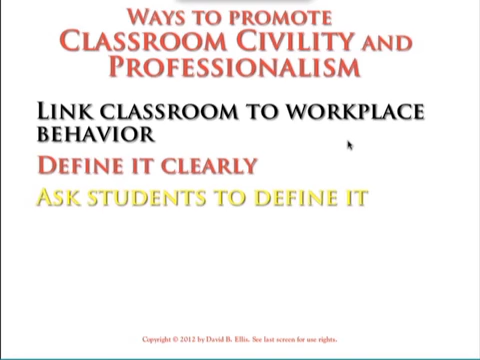 Ways to promote
Classroom Civility and
Professionalism
Link classroom to workplace
behavior
Define it clearly
Ask students to define it
Copyright © 2012 by David B. Ellis. See last screen for use rights.